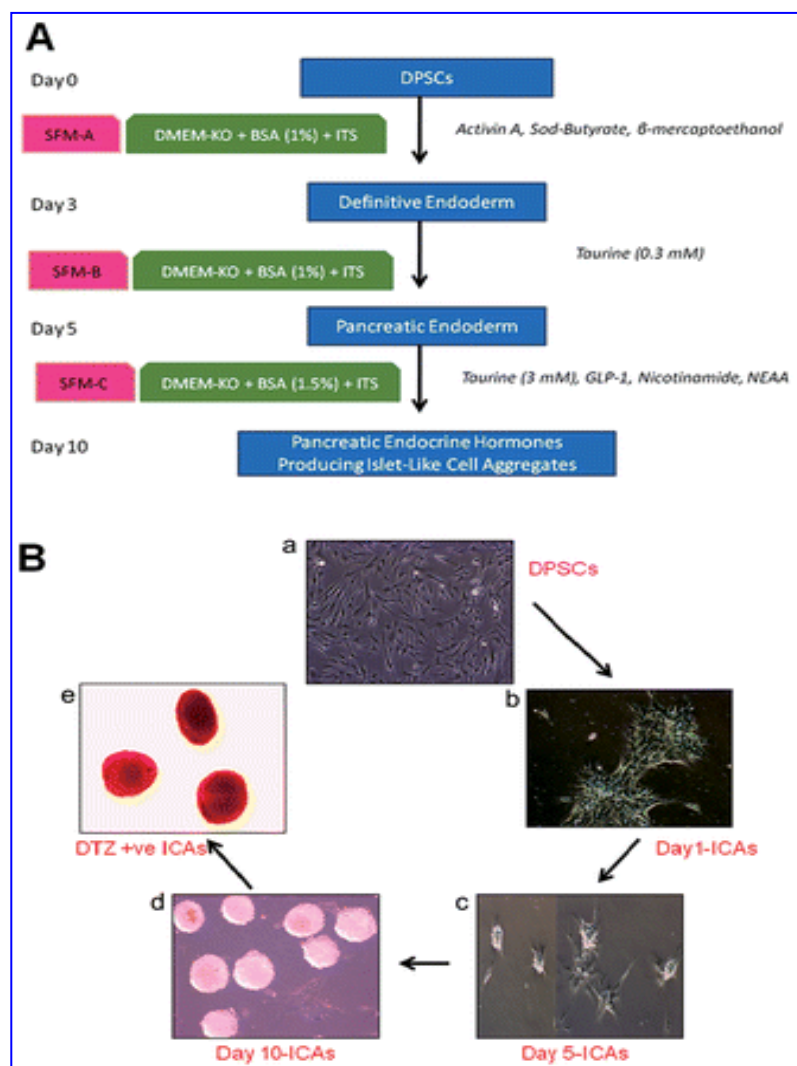 A
Day 0
DPSCs
SFM-A
DMEM-KO + BSA (1%) + ITS
Activin A, Sod-Butyrate, β-mercaptoethanol
Day 3
Definitive Endoderm
SFM-B
DMEM-KO + BSA (1%) + ITS
Taurine (0.3 mM)
Day 5
Pancreatic Endoderm
SFM-C
DMEM-KO + BSA (1.5%) + ITS
Taurine (3 mM), GLP-1, Nicotinamide, NEAA
Day 10
Pancreatic Endocrine Hormones
Producing Islet-Like Cell Aggregates
B
a
DPSCs
b
Day1-ICAs
c
Day 5-ICAs
d
Day 10-ICAs
e
DTZ +ve ICAs